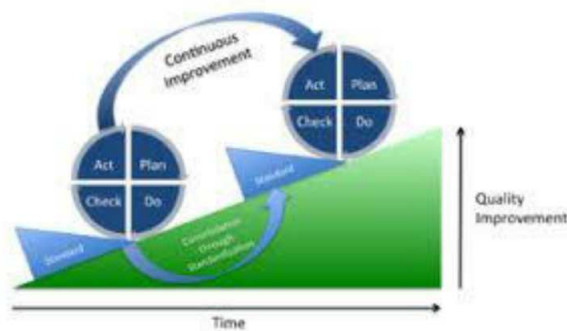 Continuous
Improvement
Act
Plan
Check
Do
Act
Plan
Check
Do
Standard
Standard
Consolidation
through
Standardization
Quality
Improvement
Time